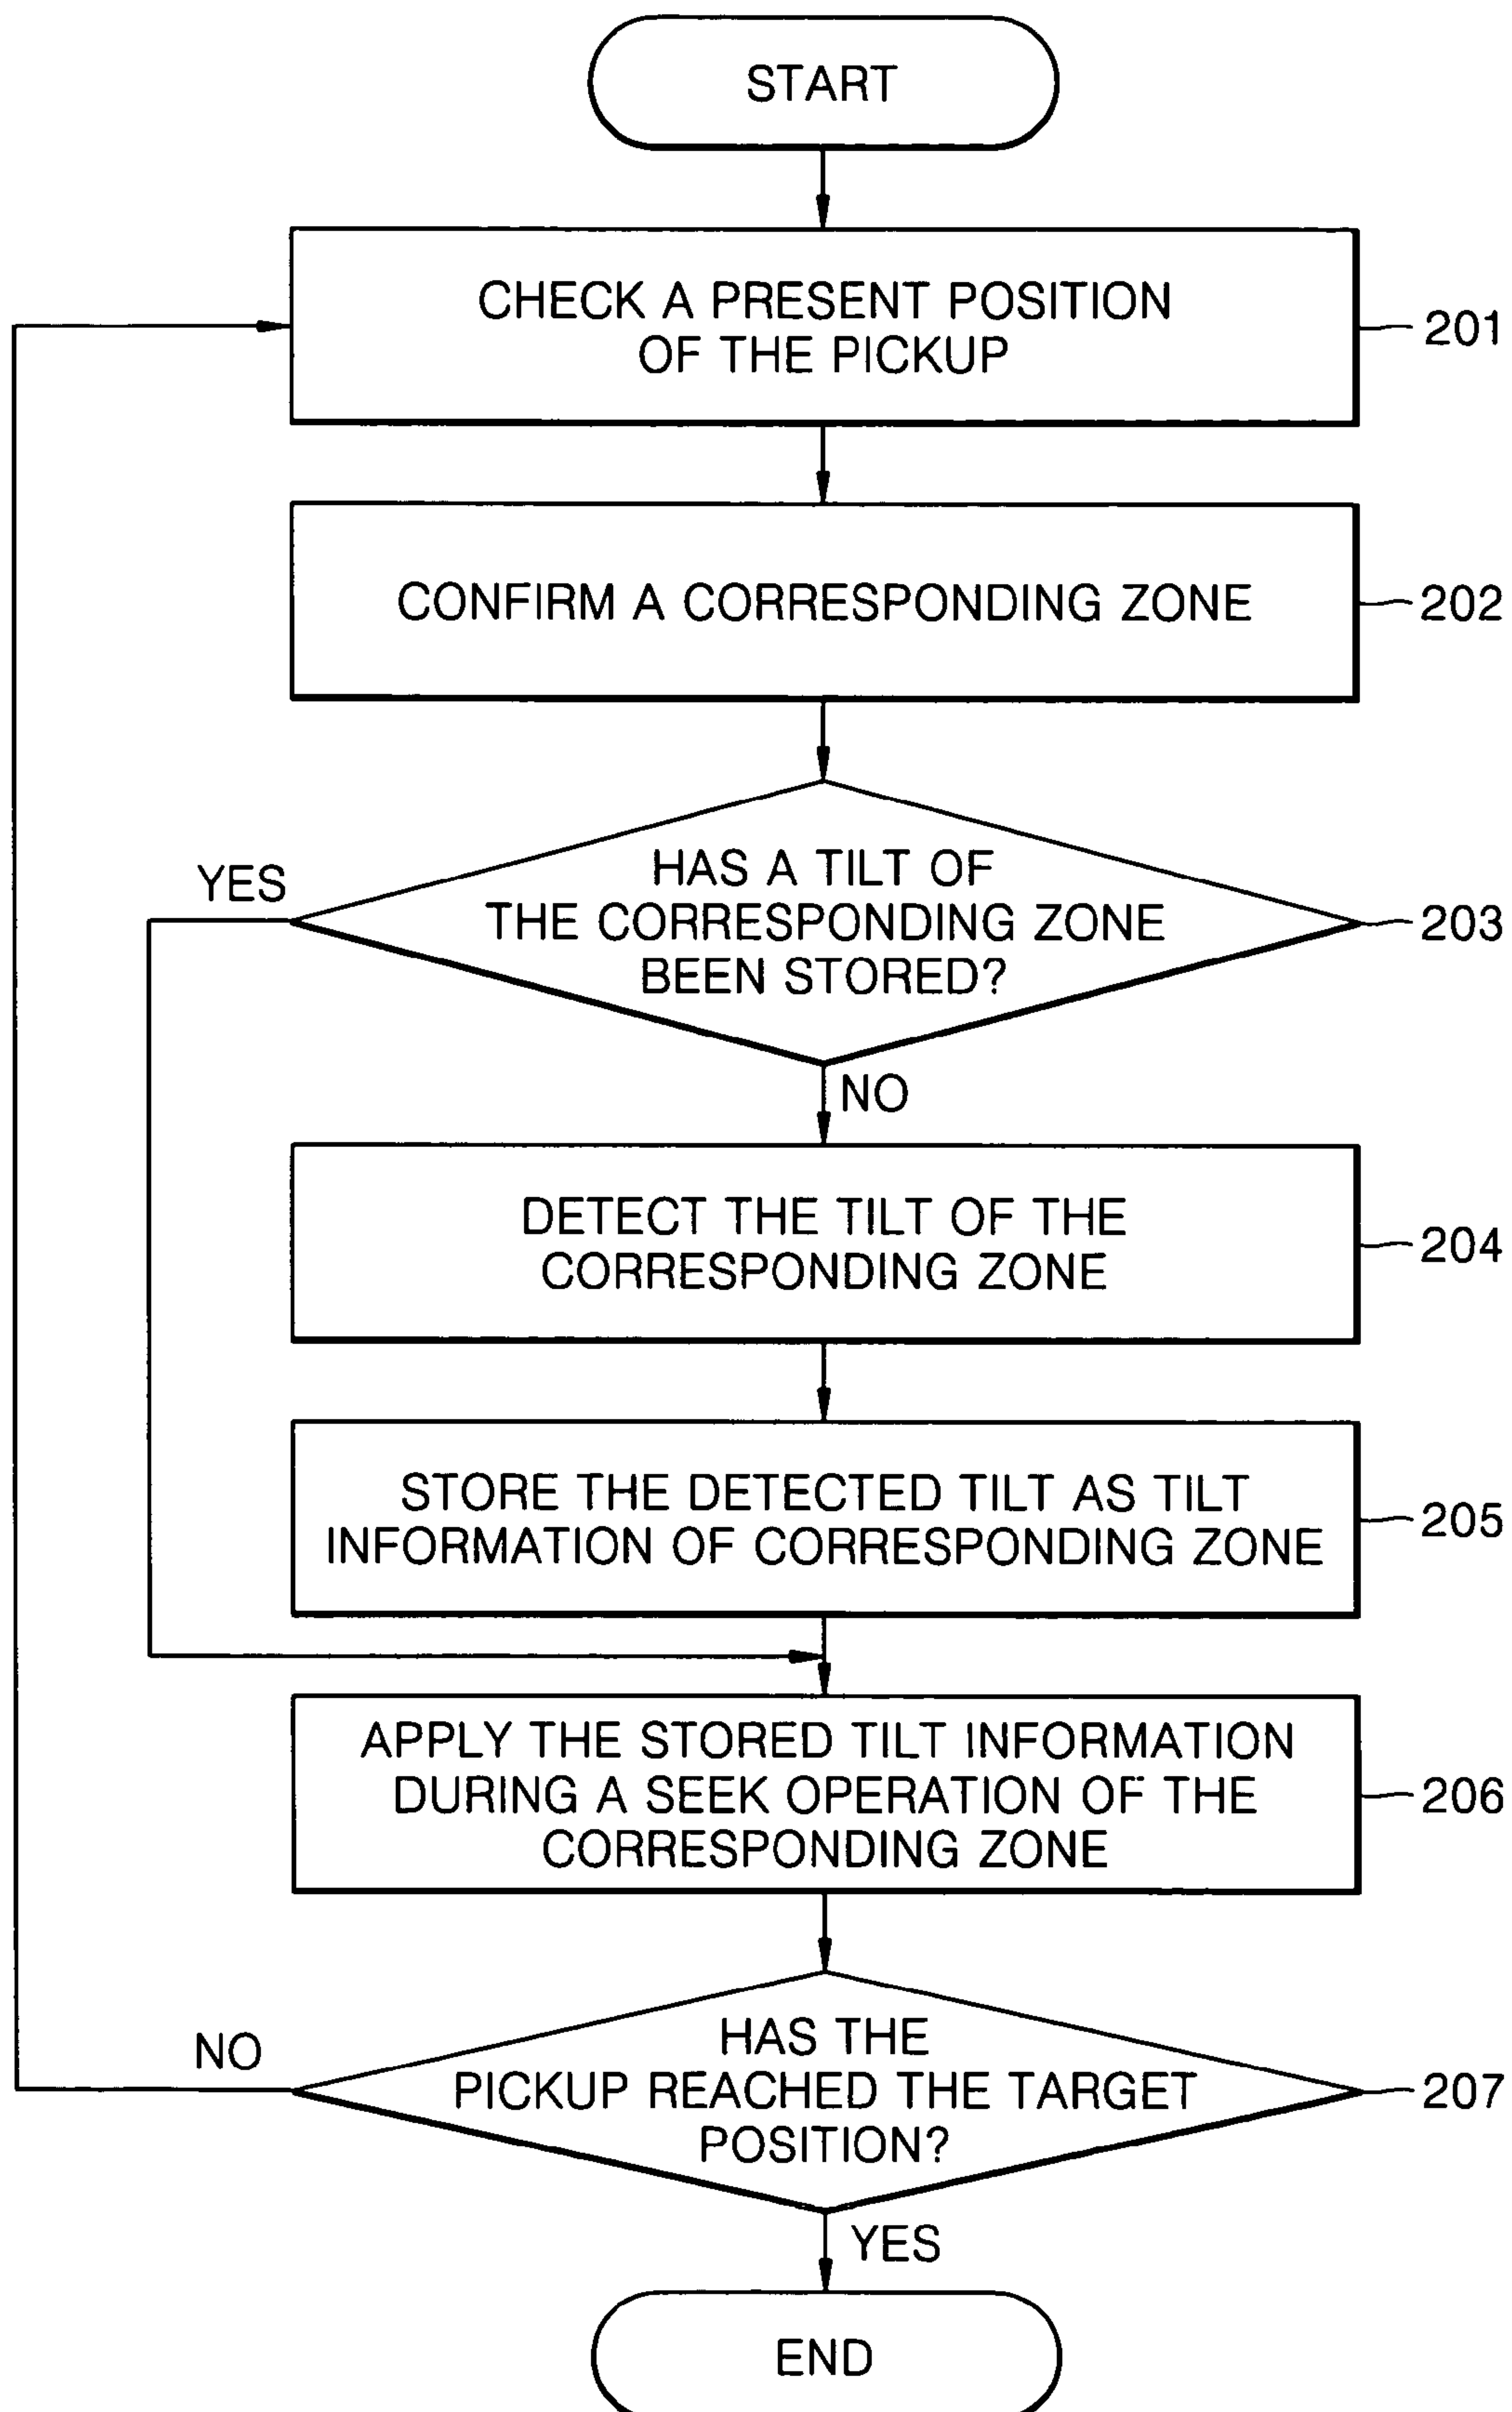 START
CHECK A PRESENT POSITION
OF THE PICKUP
201
CONFIRM A CORRESPONDING ZONE
202
HAS A TILT OF
THE CORRESPONDING ZONE
BEEN STORED?
203
YES
NO
DETECT THE TILT OF THE
CORRESPONDING ZONE
204
STORE THE DETECTED TILT AS TILT
INFORMATION OF CORRESPONDING ZONE
205
APPLY THE STORED TILT INFORMATION
DURING A SEEK OPERATION OF THE
CORRESPONDING ZONE
206
HAS THE
PICKUP REACHED THE TARGET
POSITION?
207
NO
YES
END